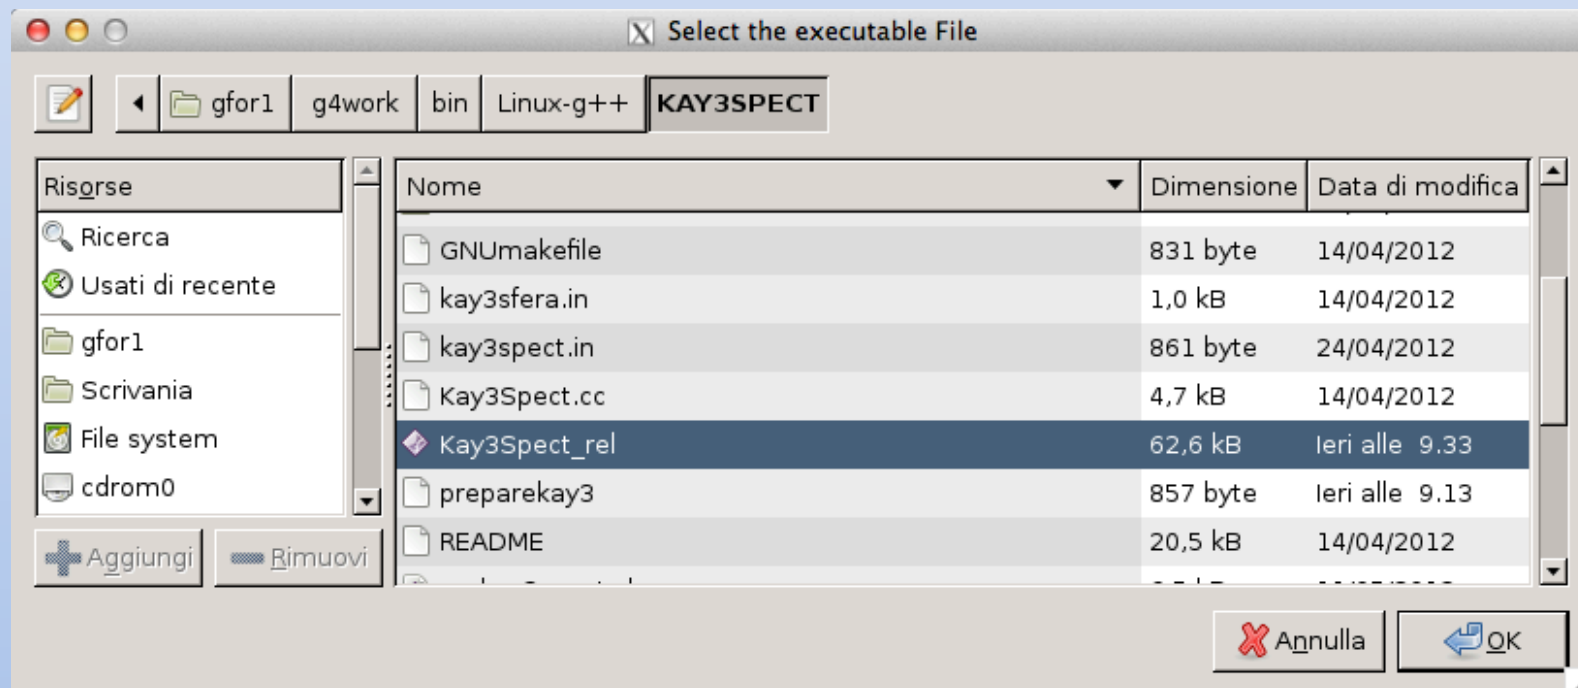 Select the executable File
gfor1 g4work bin Linux-g++ KAY3SPECT
Risorse Nome Dimensione Data di modifica
Ricerca
Usati di recente
gfor1
Scrivania
File system
cdrom0
GNUmakefile 831 byte 14/04/2012
kay3sfera.in 1,0 kB 14/04/2012
kay3spect.in 861 byte 24/04/2012
Kay3Spect.cc 4,7 kB 14/04/2012
Kay3Spect_rel 62,6 kB Ieri alle 9.33
preparekay3 857 byte Ieri alle 9.13
README 20,5 kB 14/04/2012
Aggiungi Rimuovi
Annulla OK